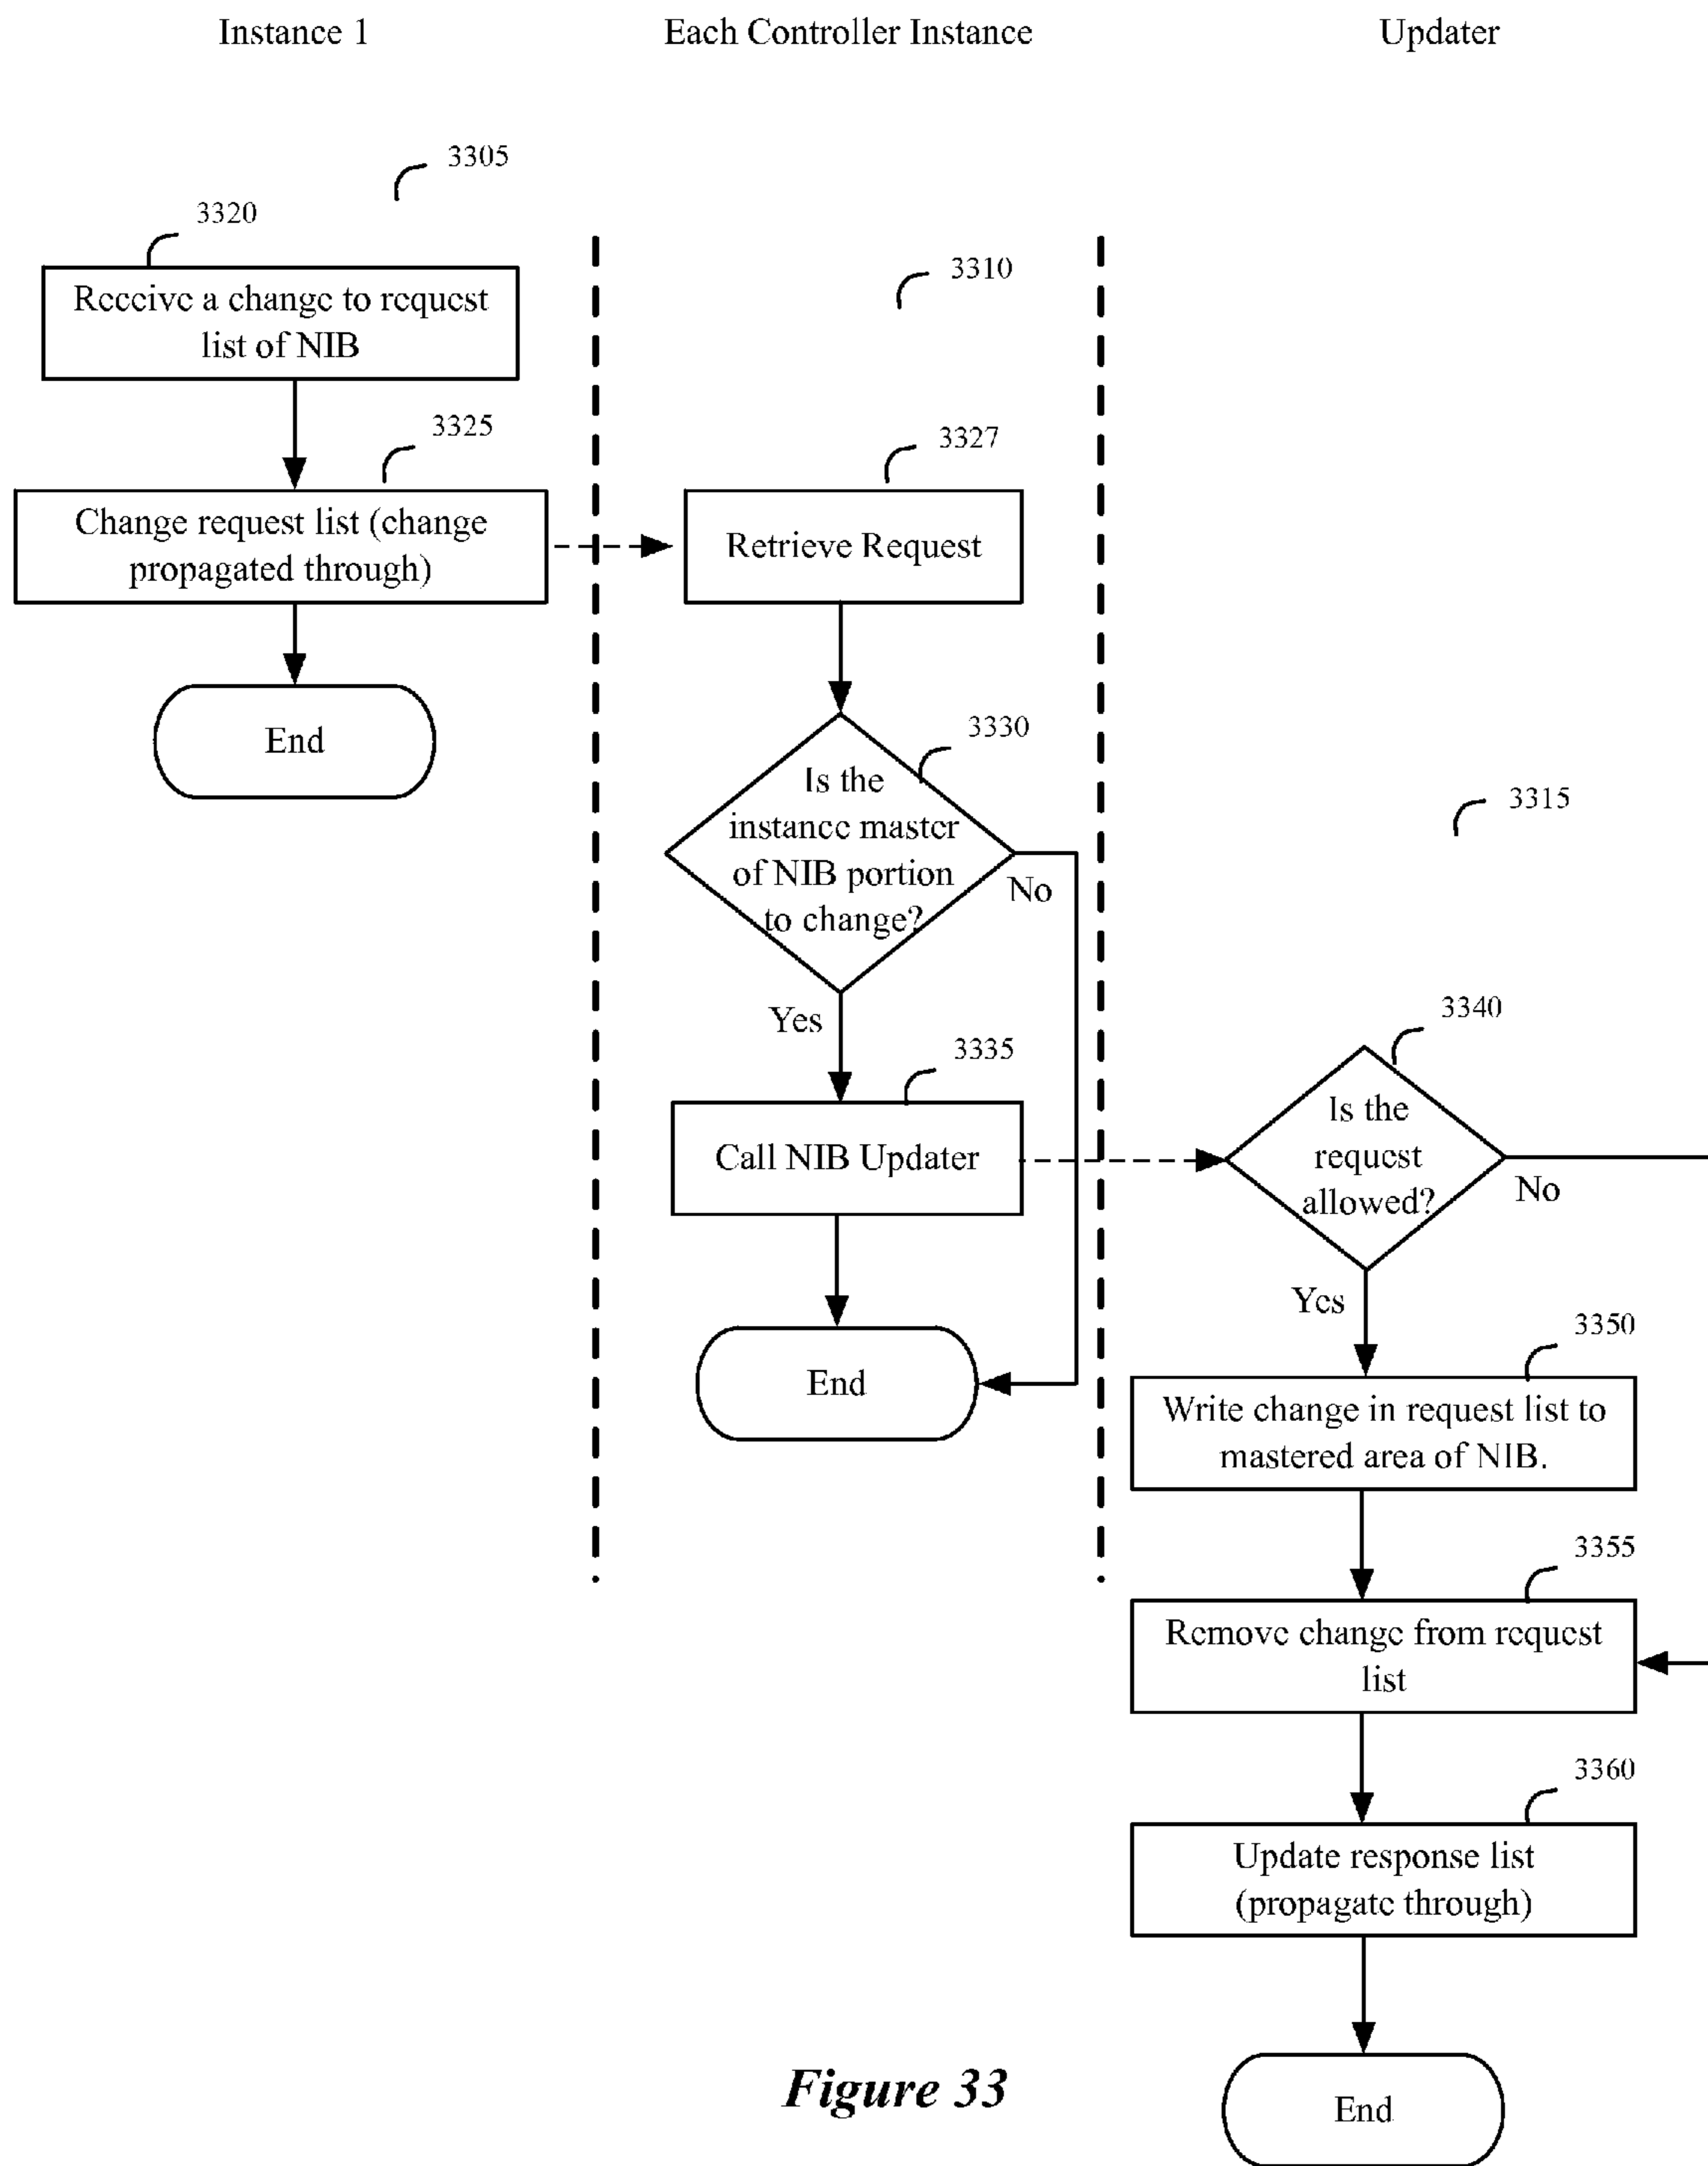 Instance 1
Each Controller Instance
Updater
3305
3320
Receive a change to request
list of NIB
3325
Change request list (change
propagated through)
End
3310
3327
Retrieve Request
3330
Is the
instance master
of NIB portion
to change?
No
Yes
3335
Call NIB Updater
End
3315
3340
Is the
request
allowed?
No
Yes
3350
Write change in request list to
mastered area of NIB.
3355
Remove change from request
list
3360
Update response list
(propagate through)
End
Figure 33